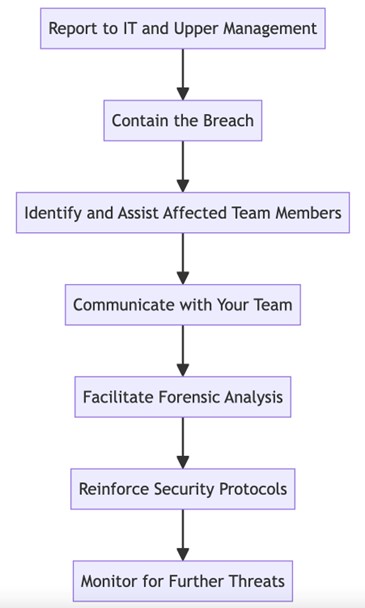 Report to IT and Upper Management
Contain the Breach
Identify and Assist Affected Team Members
Communicate with Your Team
Facilitate Forensic Analysis
Reinforce Security Protocols
Monitor for Further Threats